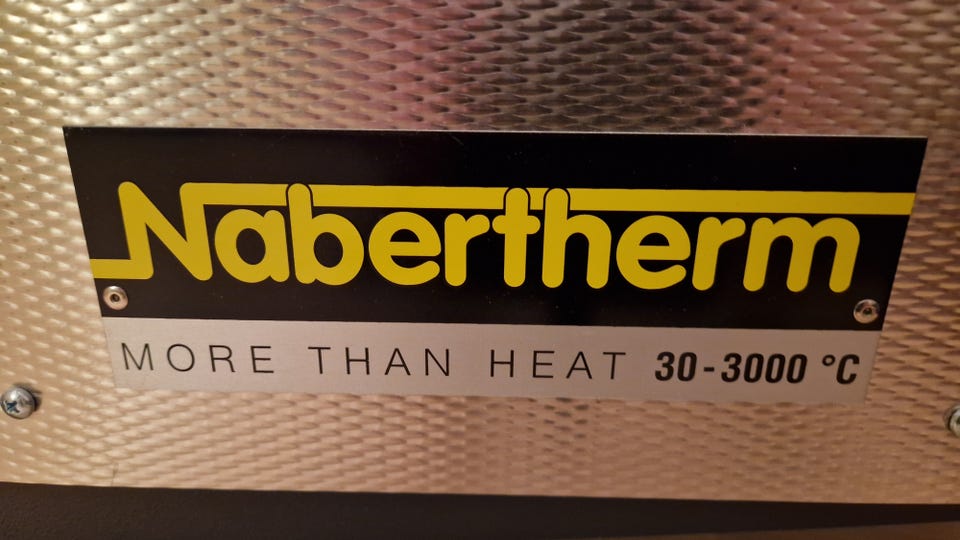 Nabertherm
MORE THAN HEAT 30-3000 °C